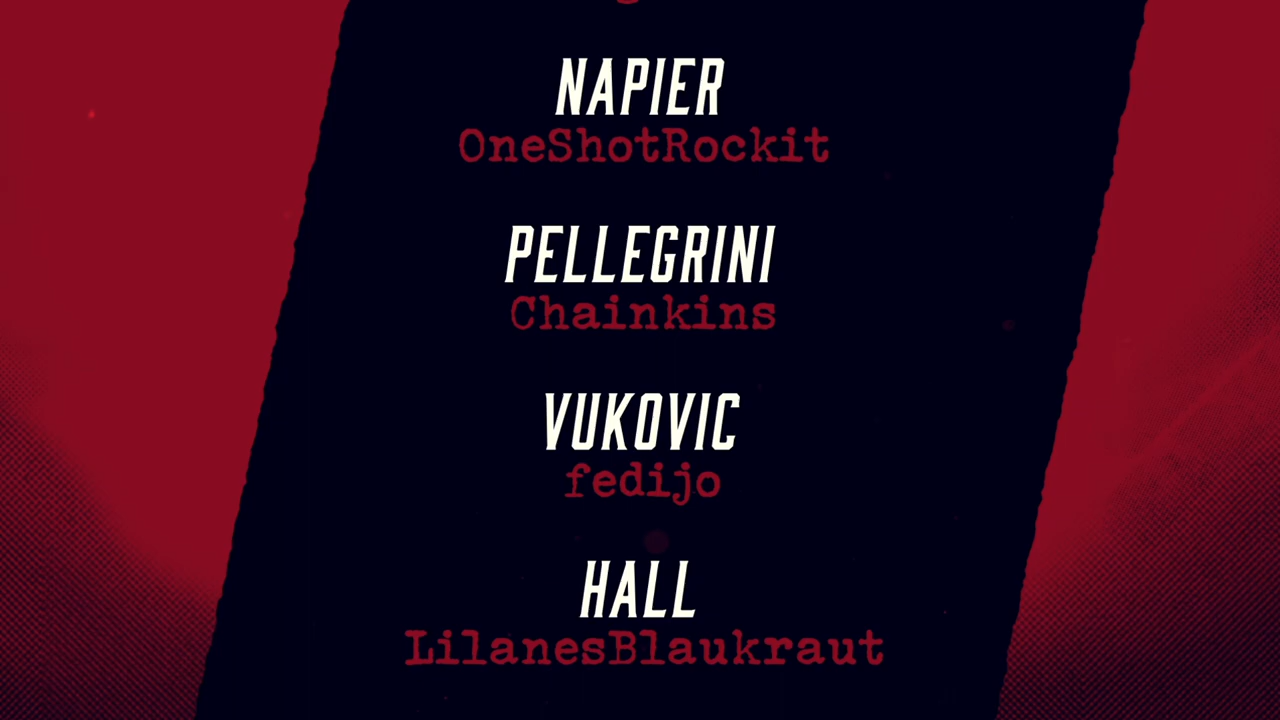 NAPIER
OneShotRockit
PELLEGRINI
Chainkins
VUKOVIC
fedijo
HALL
LilanesBlaukraut